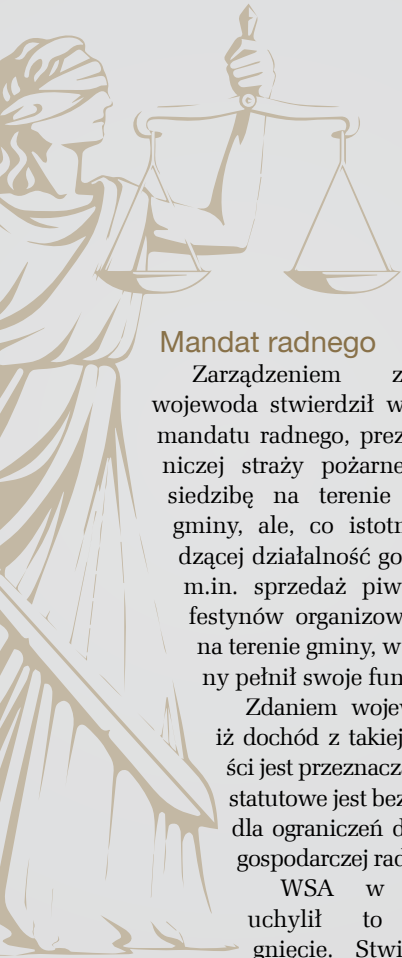 Mandat radnego
Zarządzeniem z
wojewoda stwierdził w
mandatu radnego, prez
niczej straży pożarne
siedzibę na terenie
gminy, ale, co istotn
dzącej działalność go
m.in. sprzedaż piw
festynów organizow
na terenie gminy, w
ny pełnił swoje fun
Zdaniem wojew
iż dochód z takiej
ści jest przeznacza
statutowe jest bez
dla ograniczeń d
gospodarczej rad
WSA w
uchylił to
gniecie. Stwi